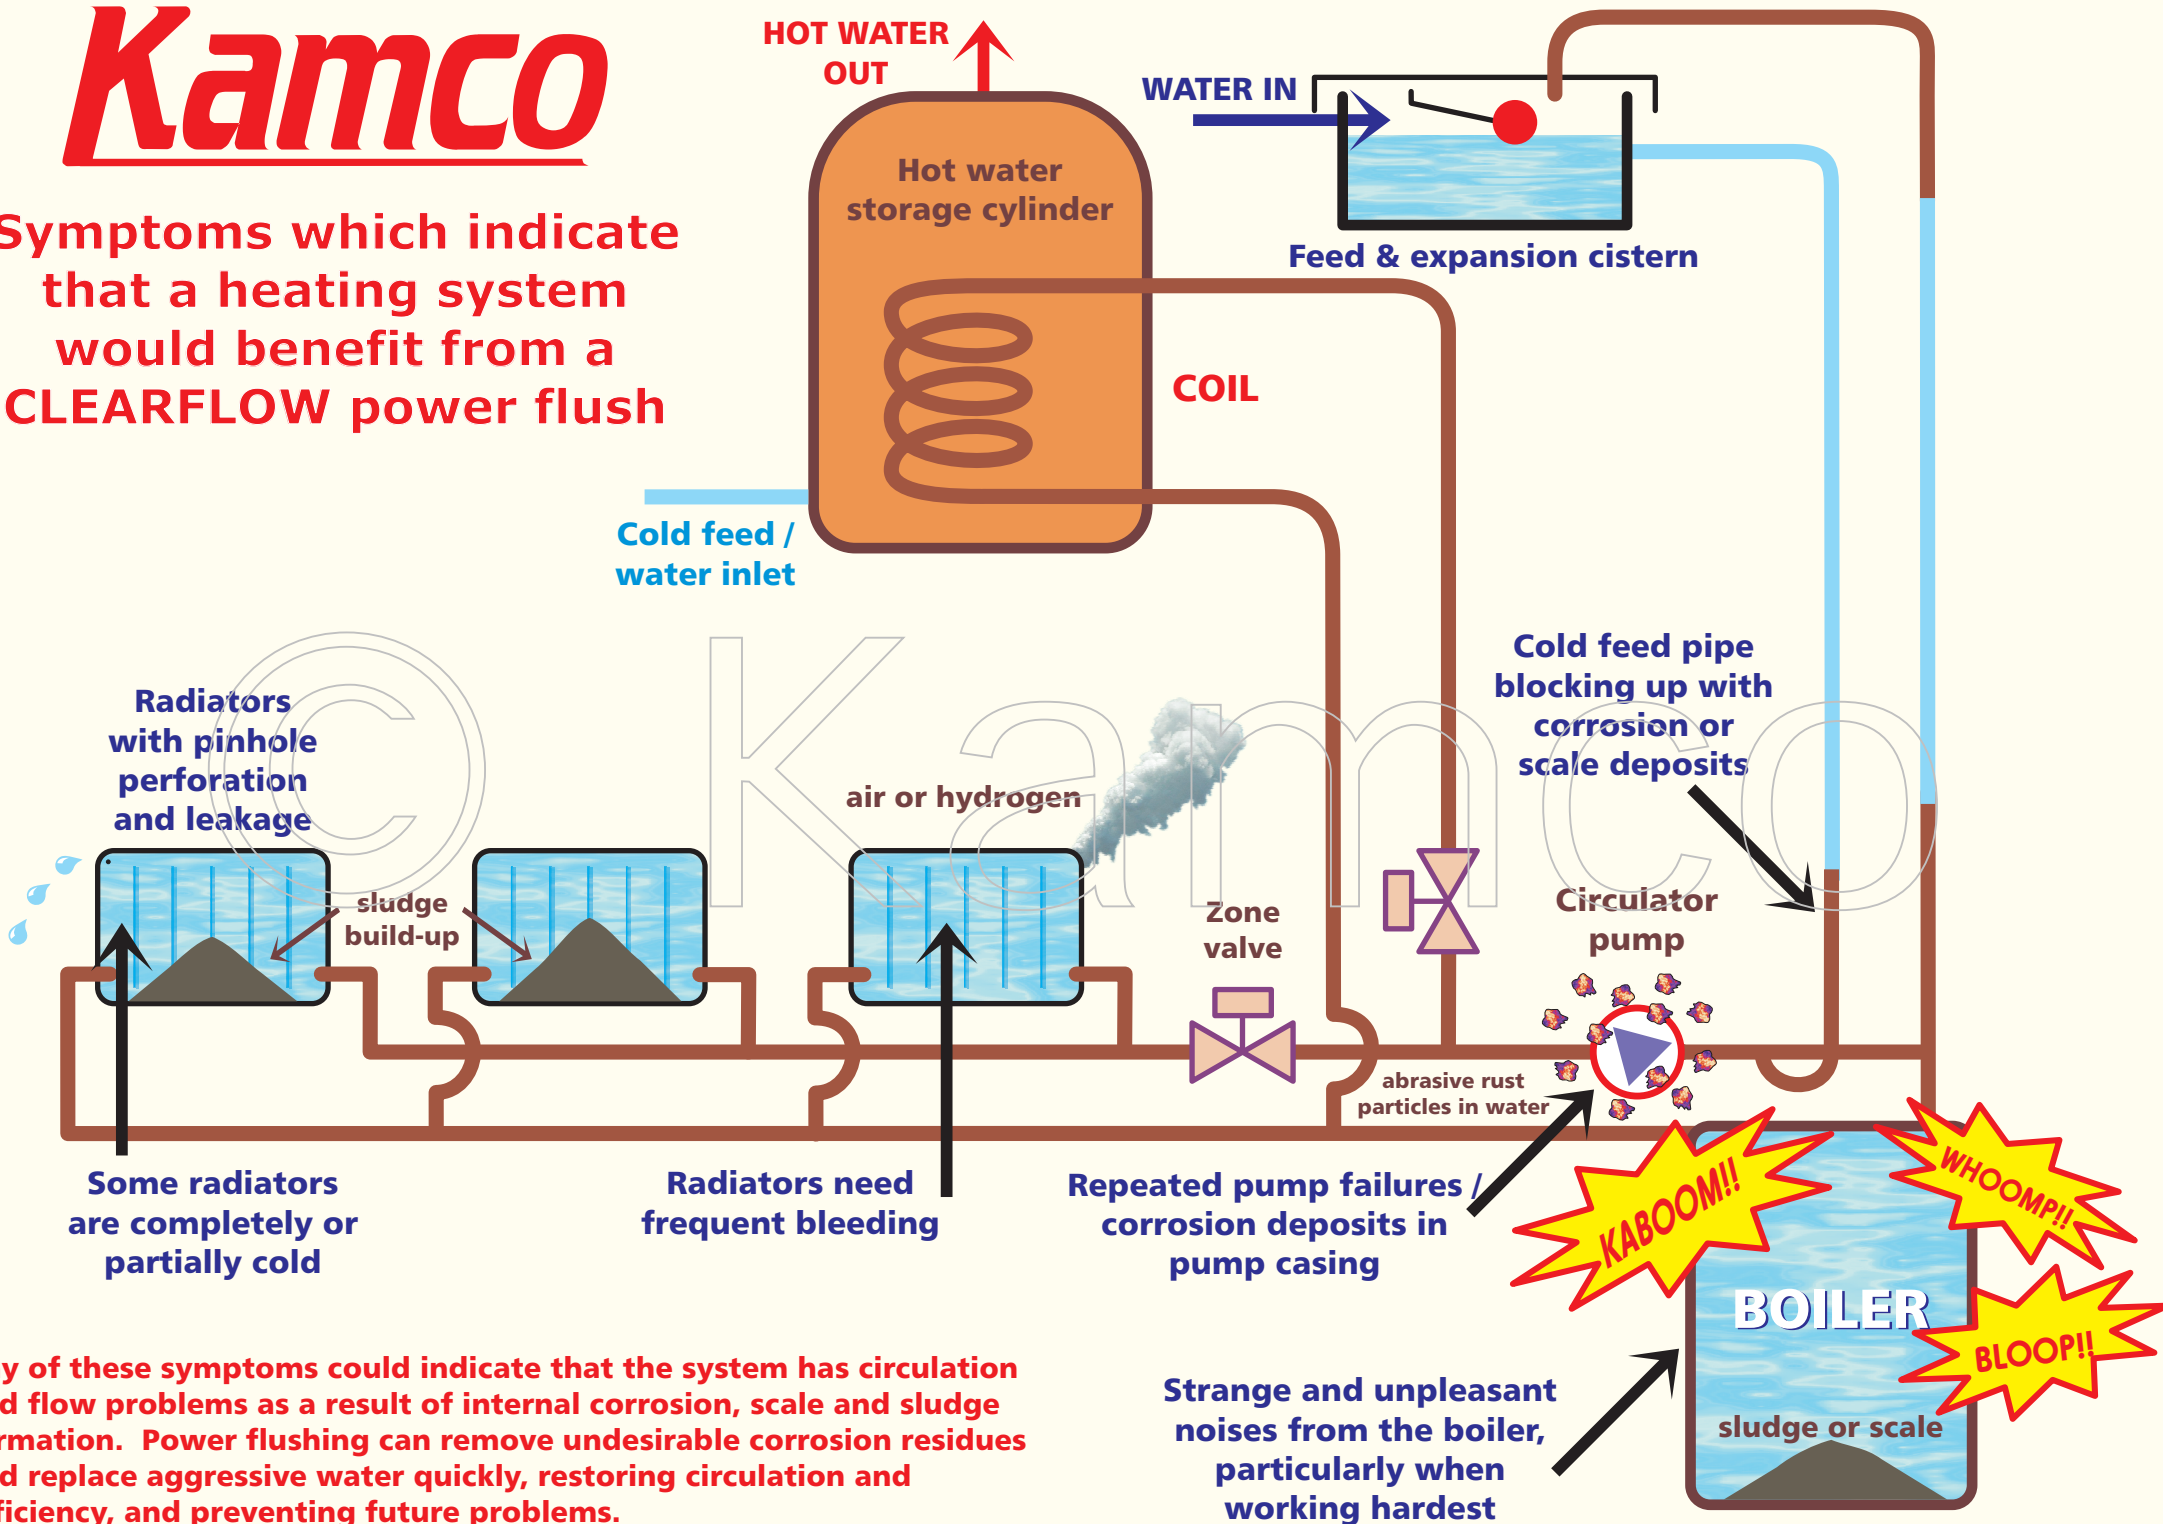 Kamco
Symptoms which indicate
that a heating system
would benefit from a
CLEARFLOW power flush
HOT WATER
OUT
WATER IN
Hot water
storage cylinder
Feed & expansion cistern
COIL
Cold feed /
water inlet
© Kamco
Cold feed pipe
blocking up with
corrosion or
scale deposits
Radiators
with pinhole
perforation
and leakage
air or hydrogen
sludge
build-up
Zone
valve
Circulator
pump
abrasive rust
particles in water
Some radiators
are completely or
partially cold
Radiators need
frequent bleeding
Repeated pump failures /
corrosion deposits in
pump casing
KABOOM!!
WHOOMP!!
BLOOP!!
BOILER
sludge or scale
Strange and unpleasant
noises from the boiler,
particularly when
working hardest
y of these symptoms could indicate that the system has circulation
d flow problems as a result of internal corrosion, scale and sludge
rmation. Power flushing can remove undesirable corrosion residues
d replace aggressive water quickly, restoring circulation and
ficiency, and preventing future problems.